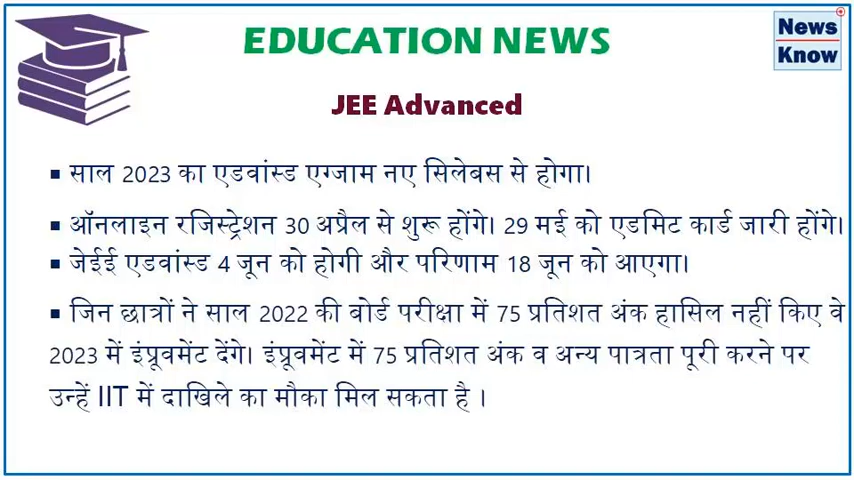 EDUCATION NEWS
News
Know
JEE Advanced
▪ साल 2023 का एडवांस्ड एग्जाम नए सिलेबस से होगा।
▪ ऑनलाइन रजिस्ट्रेशन 30 अप्रैल से शुरू होंगे। 29 मई को एडमिट कार्ड जारी होंगे।
▪ जेईई एडवांस्ड 4 जून को होगी और परिणाम 18 जून को आएगा।
▪ जिन छात्रों ने साल 2022 की बोर्ड परीक्षा में 75 प्रतिशत अंक हासिल नहीं किए वे
2023 में इंप्रूवमेंट देंगे। इंप्रूवमेंट में 75 प्रतिशत अंक व अन्य पात्रता पूरी करने पर
उन्हें IIT में दाखिले का मौका मिल सकता है ।